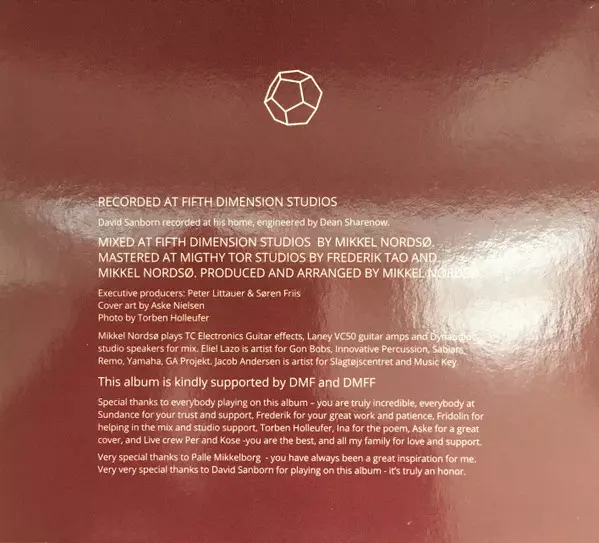 RECORDED AT FIFTH DIMENSION STUDIOS
David Sanborn recorded at his home, engineered by Dean Sharenow.
MIXED AT FIFTH DIMENSION STUDIOS BY MIKKEL NORDSØ.
MASTERED AT MIGTHY TOR STUDIOS BY FREDERIK TAO AND
MIKKEL NORDSØ. PRODUCED AND ARRANGED BY MIKKEL NORDSØ.
Executive producers: Peter Littauer & Søren Friis
Cover art by Aske Nielsen
Photo by Torben Holleufer
Mikkel Nordsø plays TC Electronics Guitar effects, Laney VC50 guitar amps and
studio speakers for mix. Eliel Lazo is artist for Gon Bobs, Innovative Percussion, Sabian,
Remo, Yamaha, GA Projekt. Jacob Andersen is artist for Slagtøjscentret and Music Key.
This album is kindly supported by DMF and DMFF
Special thanks to everybody playing on this album – you are truly incredible, everybody at
Sundance for your trust and support, Frederik for your great work and patience, Fridolin for
helping in the mix and studio support, Torben Holleufer, Ina for the poem, Aske for a great
cover, and Live crew Per and Kose -you are the best, and all my family for love and support.
Very special thanks to Palle Mikkelborg - you have always been a great inspiration for me.
Very very special thanks to David Sanborn for playing on this album - it's truly an honor.